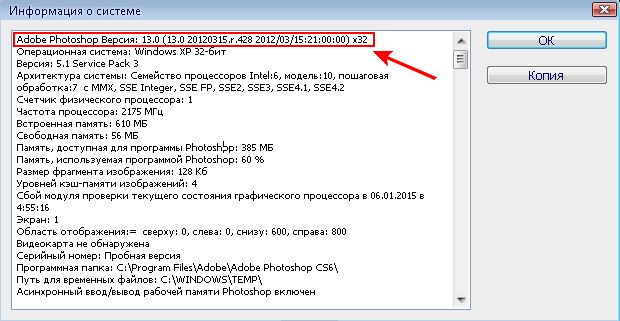 Информация о системе
Adobe Photoshop Версия: 13.0 (13.0 20120315.r.428 2012/03/15:21:00:00) x32
Операционная система: Windows XP 32-бит
Версия: 5.1 Service Pack 3
Архитектура системы: Семейство процессоров Intel:6, модель:10, пошаговая
обработка:7 с MMX, SSE Integer, SSE FP, SSE2, SSE3, SSE4.1, SSE4.2
Счетчик физического процессора: 1
Частота процессора: 2175 МГц
Встроенная память: 610 МБ
Свободная память: 56 МБ
Память, доступная для программы Photoshop: 385 МБ
Память, используемая программой Photoshop: 60 %
Размер фрагмента изображения: 128 Кб
Уровней кэш-памяти изображений: 4
Сбой модуля проверки текущего состояния графического процессора в 06.01.2015 в
4:55:16
Экран: 1
Область отображения:= сверху: 0, слева: 0, снизу: 600, справа: 800
Видеокарта не обнаружена
Серийный номер: Пробная версия
Программная папка: C:\Program Files\Adobe\Adobe Photoshop CS6\
Путь для временных файлов: C:\WINDOWS\TEMP\
Асинхронный ввод/вывод рабочей памяти Photoshop включен
ОК
Копия